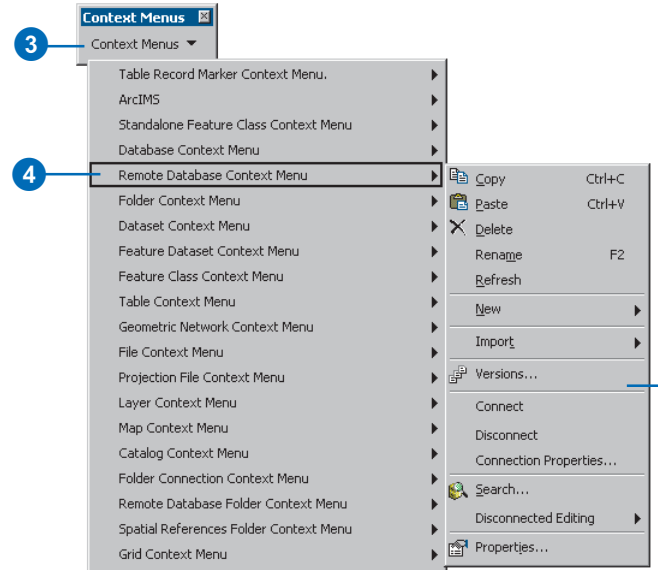 Context Menus
3
Context Menus
Table Record Marker Context Menu.
ArcIMS
Standalone Feature Class Context Menu
Database Context Menu
4
Remote Database Context Menu
Folder Context Menu
Dataset Context Menu
Feature Dataset Context Menu
Feature Class Context Menu
Table Context Menu
Geometric Network Context Menu
File Context Menu
Projection File Context Menu
Layer Context Menu
Map Context Menu
Catalog Context Menu
Folder Connection Context Menu
Remote Database Folder Context Menu
Spatial References Folder Context Menu
Grid Context Menu
Copy Ctrl+C
Paste Ctrl+V
Delete
Rename F2
Refresh
New
Import
Versions...
Connect
Disconnect
Connection Properties...
Search...
Disconnected Editing
Properties...